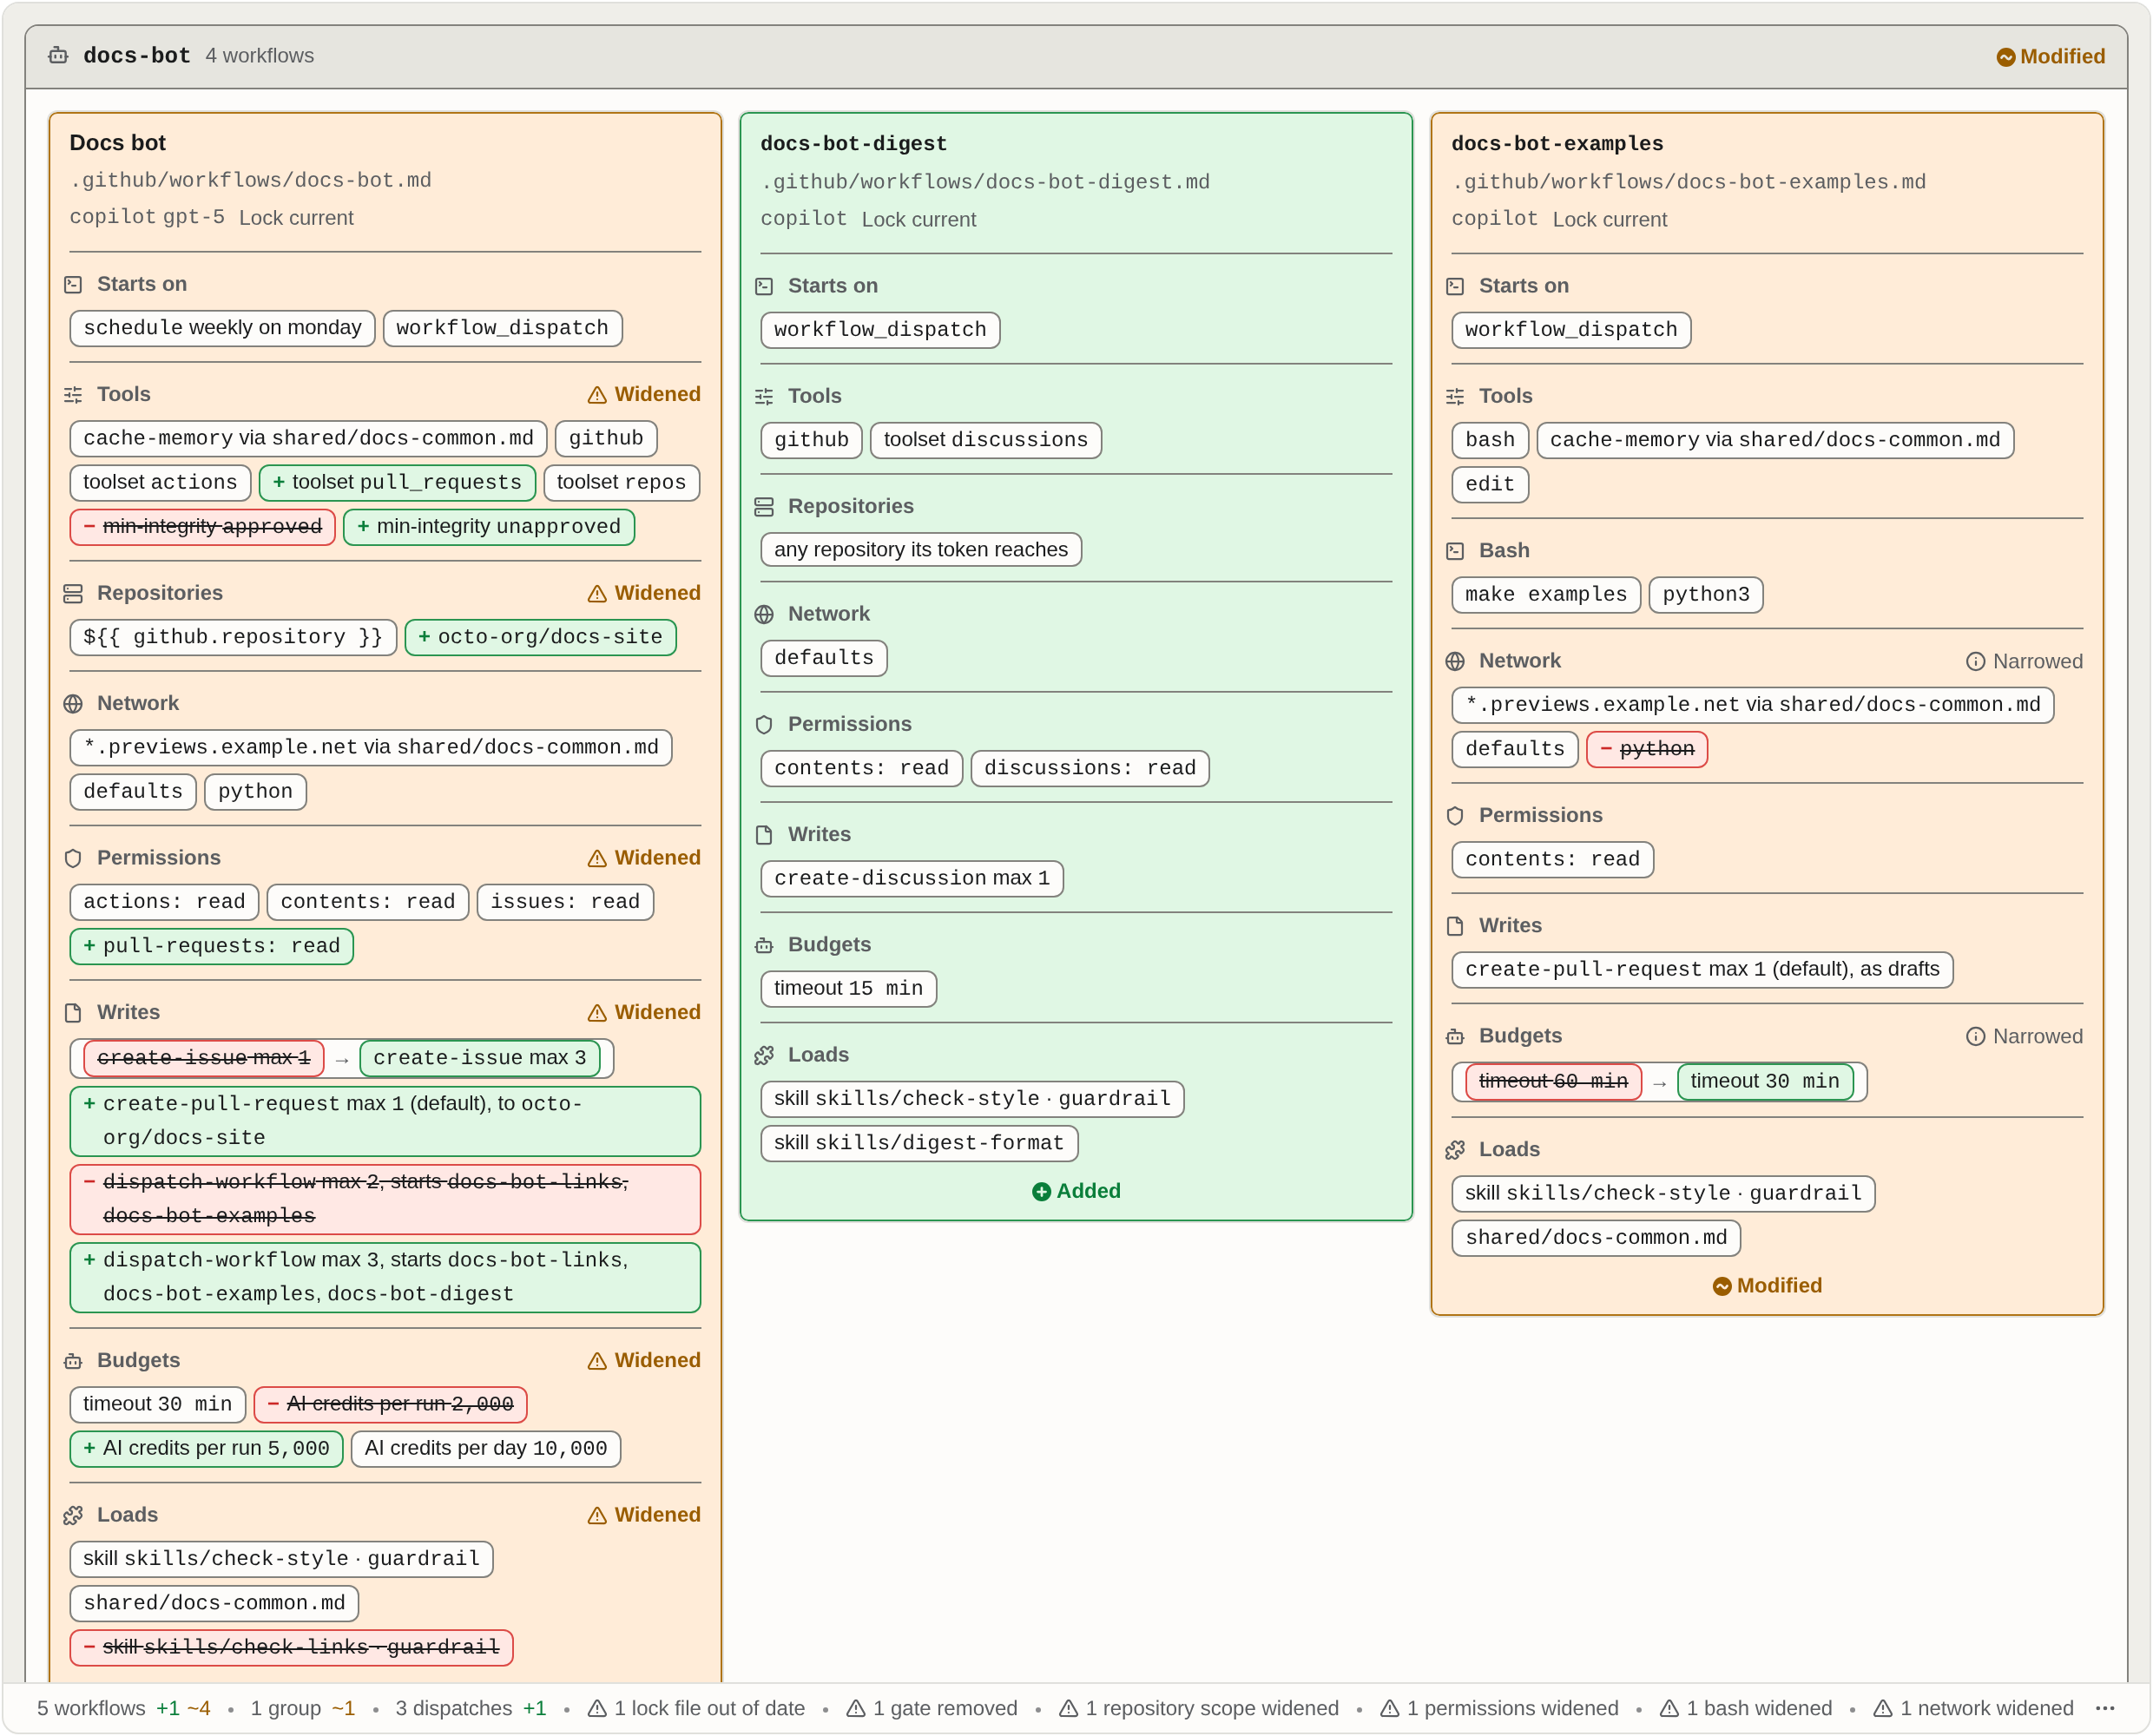 docs-bot 4 workflows
Modified
Docs bot
.github/workflows/docs-bot.md
copilot gpt-5 Lock current
Starts on
schedule weekly on monday workflow_dispatch
Tools
Widened
cache-memory via shared/docs-common.md github
toolset actions + toolset pull_requests toolset repos
− min-integrity approved + min-integrity unapproved
Repositories
Widened
${{ github.repository }} + octo-org/docs-site
Network
*.previews.example.net via shared/docs-common.md
defaults python
Permissions
Widened
actions: read contents: read issues: read
+ pull-requests: read
Writes
Widened
create-issue max 1 → create-issue max 3
+ create-pull-request max 1 (default), to octo-
org/docs-site
− dispatch-workflow max 2, starts docs-bot-links,
docs-bot-examples
+ dispatch-workflow max 3, starts docs-bot-links,
docs-bot-examples, docs-bot-digest
Budgets
Widened
timeout 30 min − AI credits per run 2,000
+ AI credits per run 5,000 AI credits per day 10,000
Loads
Widened
skill skills/check-style · guardrail
shared/docs-common.md
− skill skills/check-links · guardrail
docs-bot-digest
.github/workflows/docs-bot-digest.md
copilot Lock current
Starts on
workflow_dispatch
Tools
github toolset discussions
Repositories
any repository its token reaches
Network
defaults
Permissions
contents: read discussions: read
Writes
create-discussion max 1
Budgets
timeout 15 min
Loads
skill skills/check-style · guardrail
skill skills/digest-format
Added
docs-bot-examples
.github/workflows/docs-bot-examples.md
copilot Lock current
Starts on
workflow_dispatch
Tools
bash cache-memory via shared/docs-common.md
edit
Bash
make examples python3
Network
Narrowed
*.previews.example.net via shared/docs-common.md
defaults − python
Permissions
contents: read
Writes
create-pull-request max 1 (default), as drafts
Budgets
Narrowed
timeout 60 min → timeout 30 min
Loads
skill skills/check-style · guardrail
shared/docs-common.md
Modified
5 workflows +1 ~4 • 1 group ~1 • 3 dispatches +1 • 1 lock file out of date • 1 gate removed • 1 repository scope widened • 1 permissions widened • 1 bash widened • 1 network widened ···